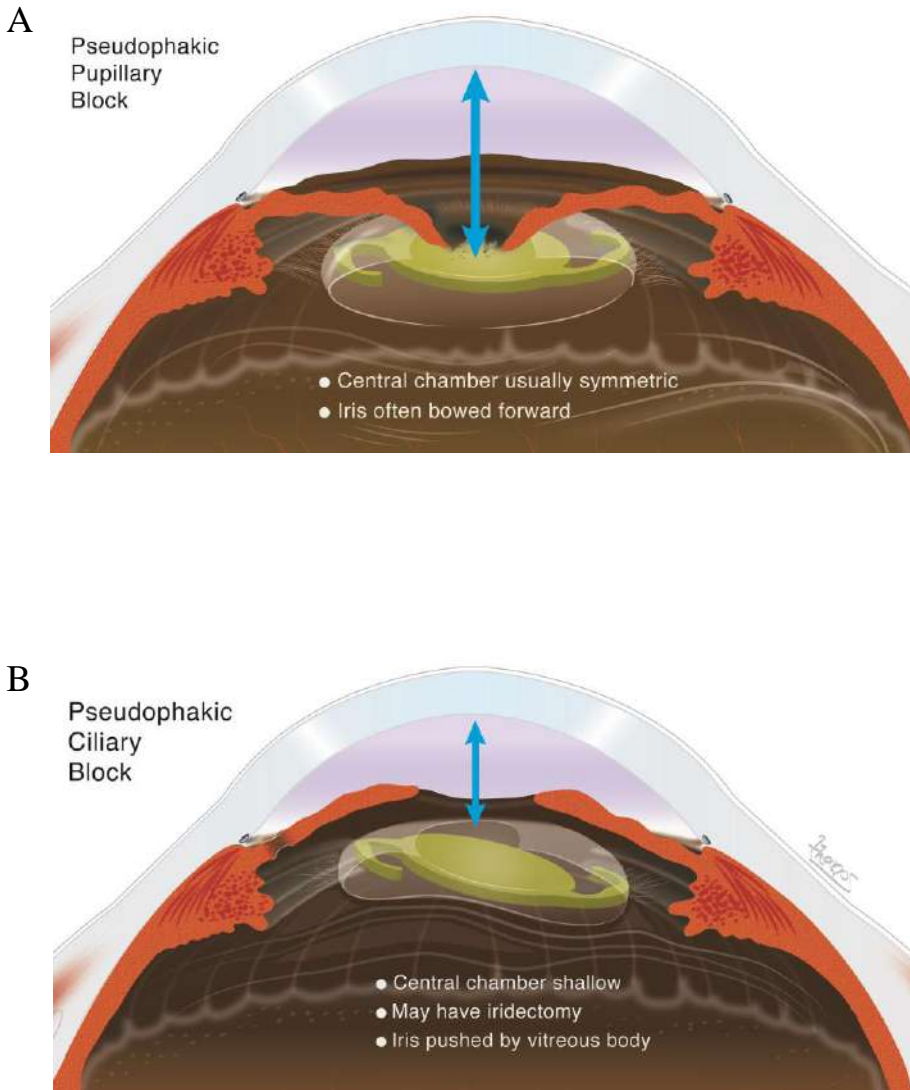 A
Pseudophakic
Pupillary
Block
● Central chamber usually symmetric
● Iris often bowed forward
B
Pseudophakic
Ciliary
Block
● Central chamber shallow
● May have iridectomy
● Iris pushed by vitreous body